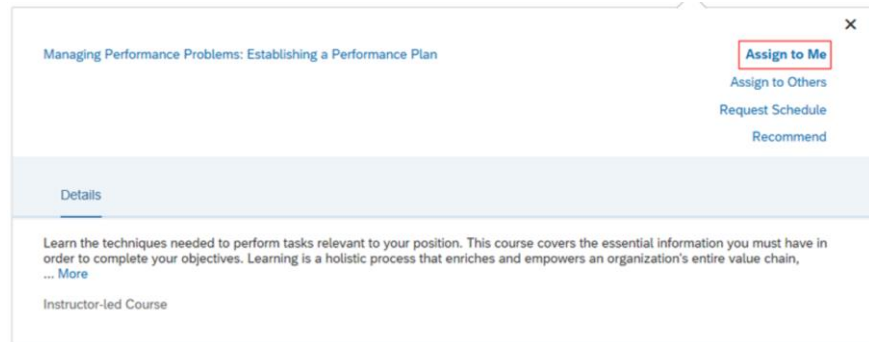 Managing Performance Problems: Establishing a Performance Plan
Assign to Me
Assign to Others
Request Schedule
Recommend
Details
Learn the techniques needed to perform tasks relevant to your position. This course covers the essential information you must have in
order to complete your objectives. Learning is a holistic process that enriches and empowers an organization's entire value chain,
... More
Instructor-led Course